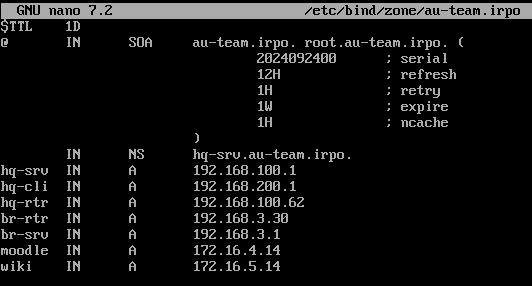 GNU nano 7.2 /etc/bind/zone/au-team.irpo
$TTL 1D
@ IN SOA au-team.irpo. root.au-team.irpo. (
2024092400 ; serial
12H ; refresh
1H ; retry
1W ; expire
1H ; ncache
)
IN NS hq-srv.au-team.irpo.
hq-srv IN A 192.168.100.1
hq-cli IN A 192.168.200.1
hq-rtr IN A 192.168.100.62
br-rtr IN A 192.168.3.30
br-srv IN A 192.168.3.1
moodle IN A 172.16.4.14
wiki IN A 172.16.5.14